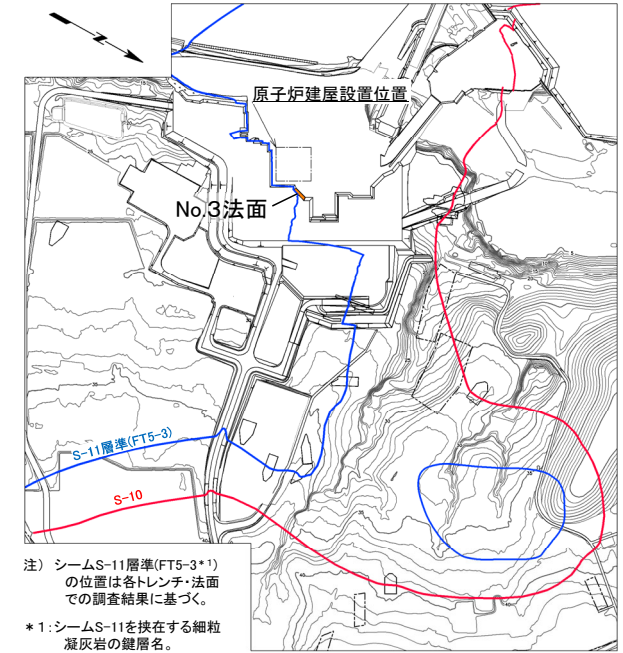 N
原子炉建屋設置位置
No.3法面
S-11層準(FT5-3)
S-10
注) シームS-11層準(FT5-3*1)
の位置は各トレンチ・法面
での調査結果に基づく。
*1:シームS-11を挟在する細粒
凝灰岩の鍵層名。